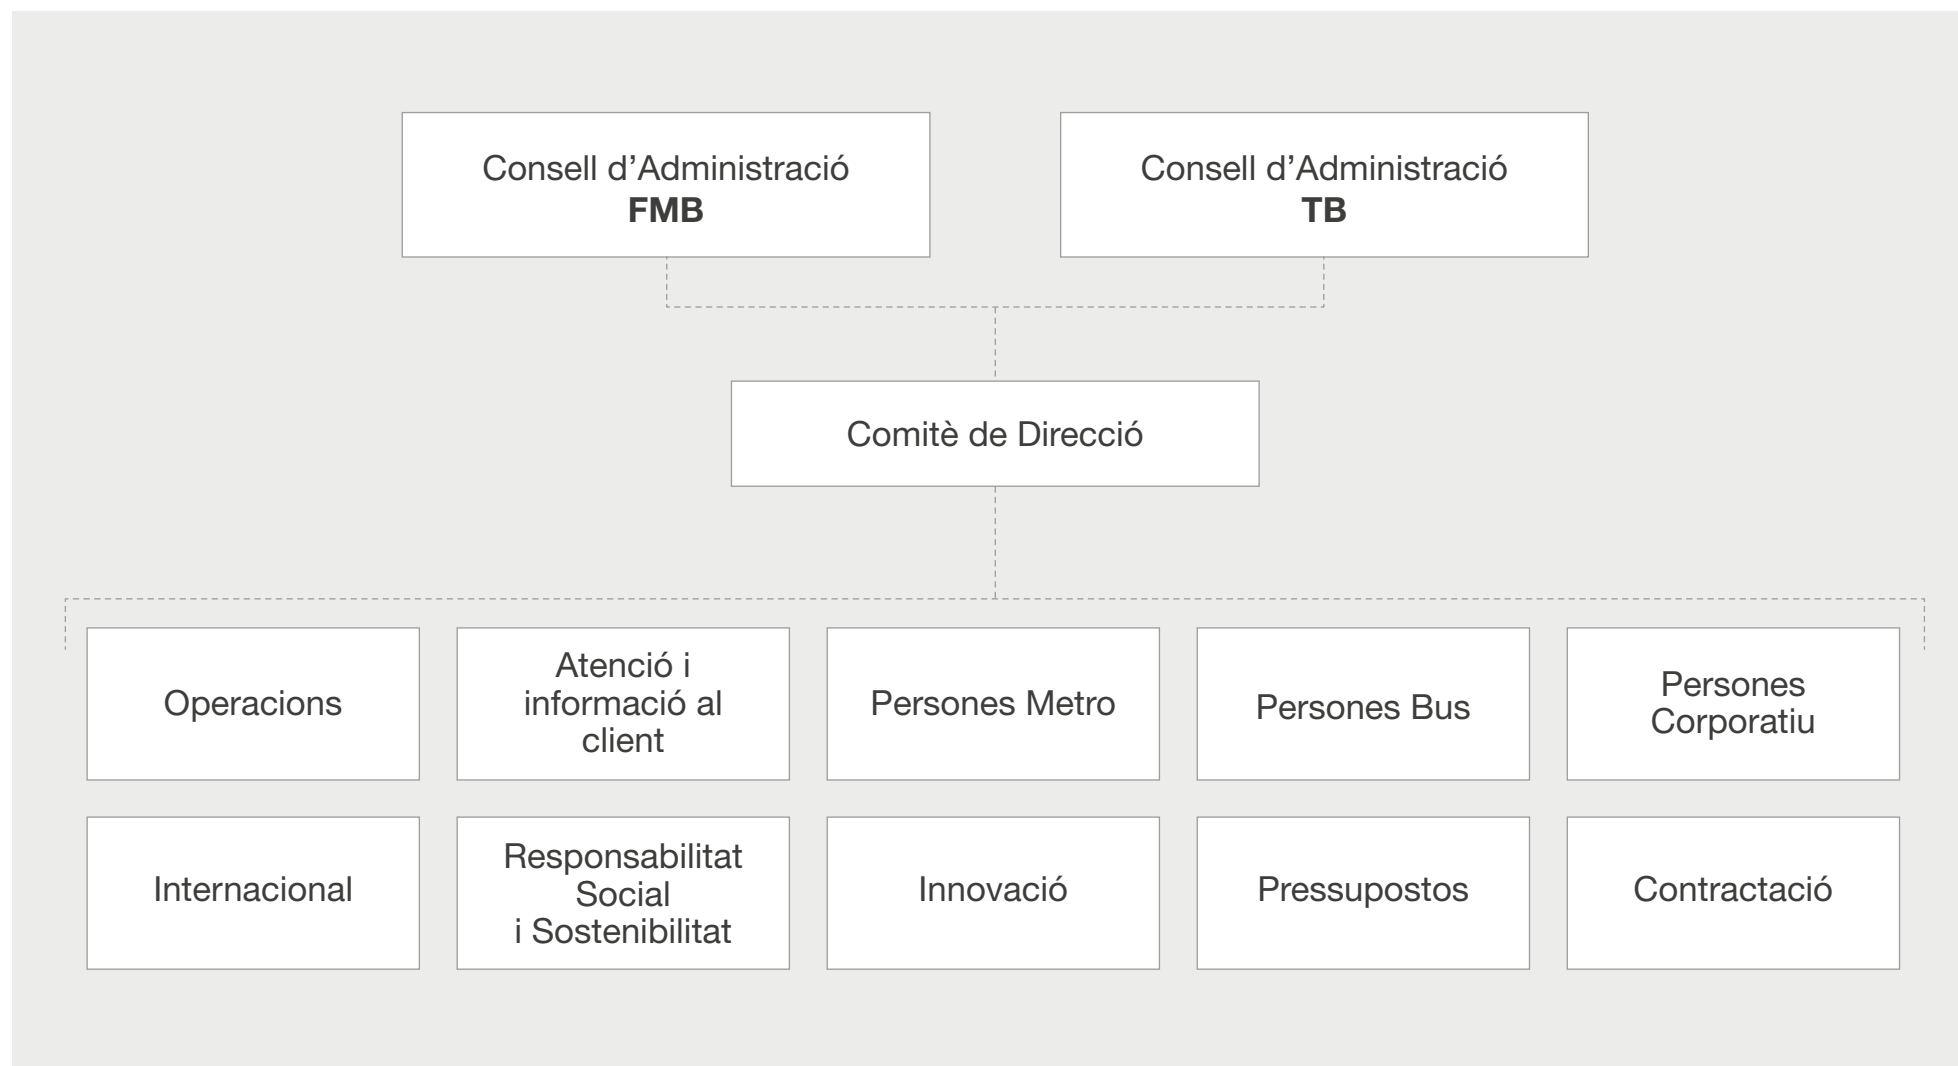 Consell d’Administració
FMB
Consell d’Administració
TB
Comitè de Direcció
Operacions
Atenció i
informació al
client
Persones Metro
Persones Bus
Persones
Corporatiu
Internacional
Responsabilitat
Social
i Sostenibilitat
Innovació
Pressupostos
Contractació